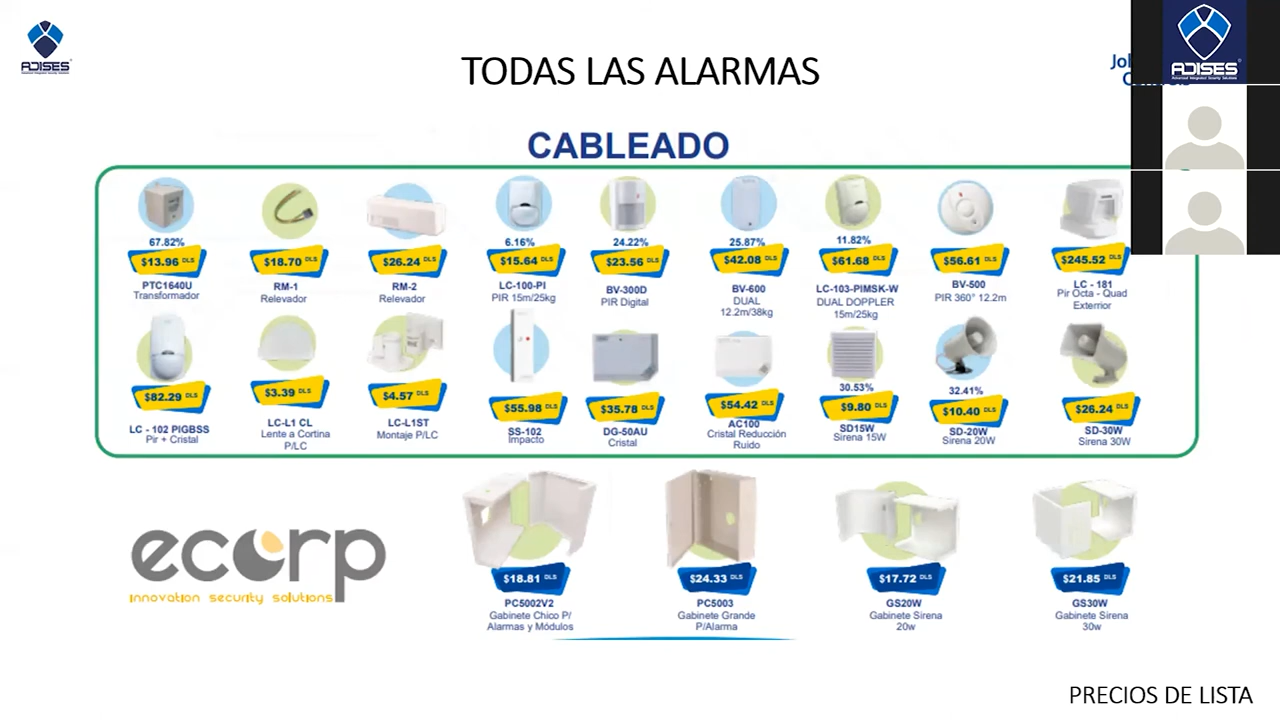 ADISES
TODAS LAS ALARMAS
ADISES
CABLEADO
67.82%
$13.96 DLS
PTC1640U
Transformador
$18.70 DLS
RM-1
Relevador
$26.24 DLS
RM-2
Relevador
6.16%
$15.64 DLS
LC-100-PI
PIR 15m/25kg
24.22%
$23.56 DLS
BV-300D
PIR Digital
25.87%
$42.08 DLS
BV-600
DUAL
12.2m/38kg
11.82%
$61.68 DLS
LC-103-PIMSK-W
DUAL DOPPLER
15m/25kg
$56.61 DLS
BV-500
PIR 360° 12.2m
$245.52 DLS
LC - 181
Pir Octa - Quad
Exterrior
$82.29 DLS
LC - 102 PIGBSS
Pir + Cristal
$3.39 DLS
LC-L1 CL
Lente a Cortina
P/LC
$4.57 DLS
LC-L1ST
Montaje P/LC
$55.98 DLS
SS-102
Impacto
$35.78 DLS
DG-50AU
Cristal
$54.42 DLS
AC100
Cristal Reducción
Ruido
30.53%
$9.80 DLS
SD15W
Sirena 15W
32.41%
$10.40 DLS
SD-20W
Sirena 20W
$26.24 DLS
SD-30W
Sirena 30W
ecorp
innovation security solutions
$18.81 DLS
PC5002V2
Gabinete Chico P/
Alarmas y Módulos
$24.33 DLS
PC5003
Gabinete Grande
P/Alarma
$17.72 DLS
GS20W
Gabinete Sirena
20w
$21.85 DLS
GS30W
Gabinete Sirena
30w
PRECIOS DE LISTA